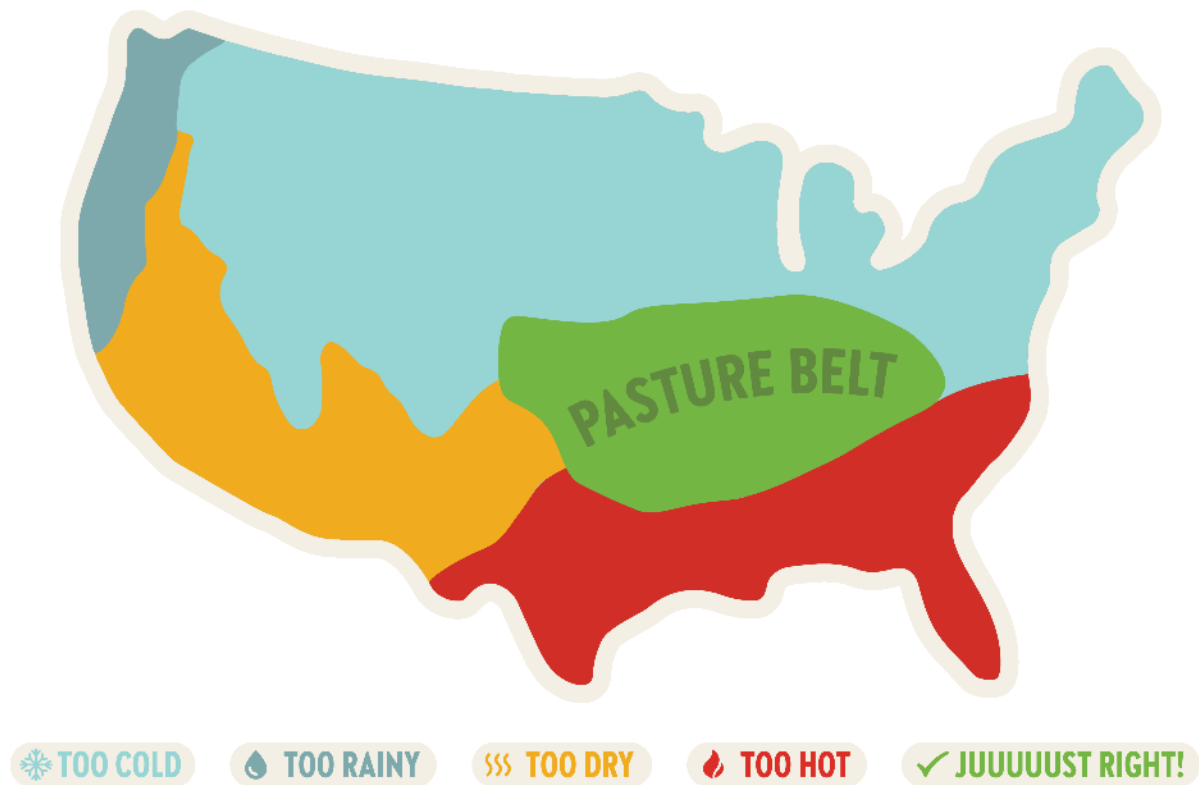 PASTURE BELT
TOO COLD
TOO RAINY
TOO DRY
TOO HOT
JUUUUUST RIGHT!